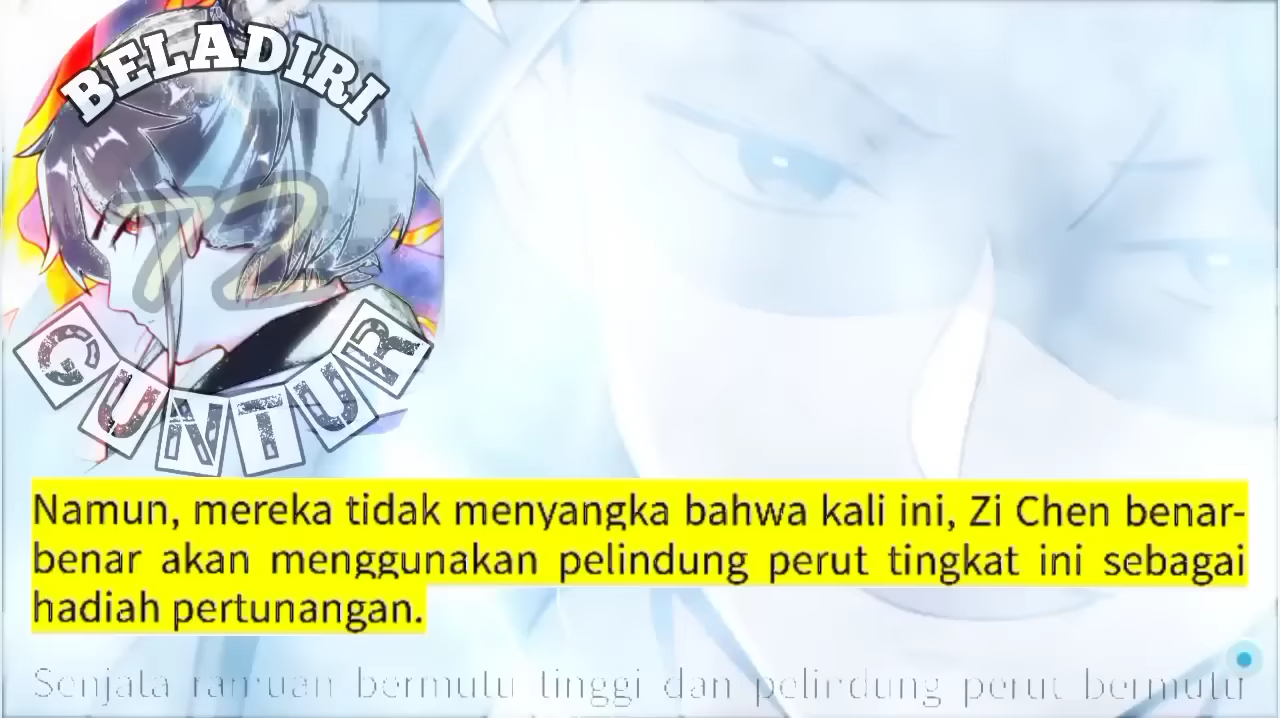 BELADIRI
72
GUNTUR
Namun, mereka tidak menyangka bahwa kali ini, Zi Chen benar-
benar akan menggunakan pelindung perut tingkat ini sebagai
hadiah pertunangan.
Senjata ramuan bermutu tinggi dan pelindung perut bermutu